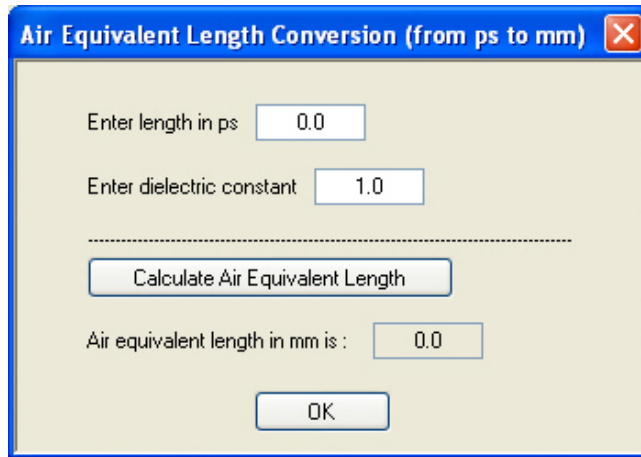 Air Equivalent Length Conversion (from ps to mm)
Enter length in ps 0.0
Enter dielectric constant 1.0
Calculate Air Equivalent Length
Air equivalent length in mm is : 0.0
OK